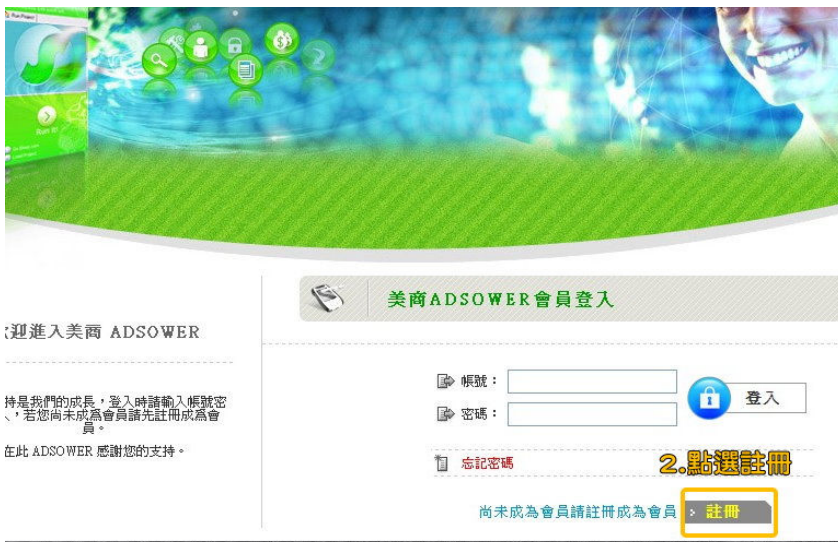 Run Project
Run It!
美商ADSOWER會員登入
迎進入美商 ADSOWER
帳號：
密碼：
登入
持是我們的成長，登入時請輸入帳號密
，若您尚未成為會員請先註冊成為會
員。
在此 ADSOWER 感謝您的支持。
忘記密碼
2.點選註冊
尚未成為會員請註冊成為會員
註冊